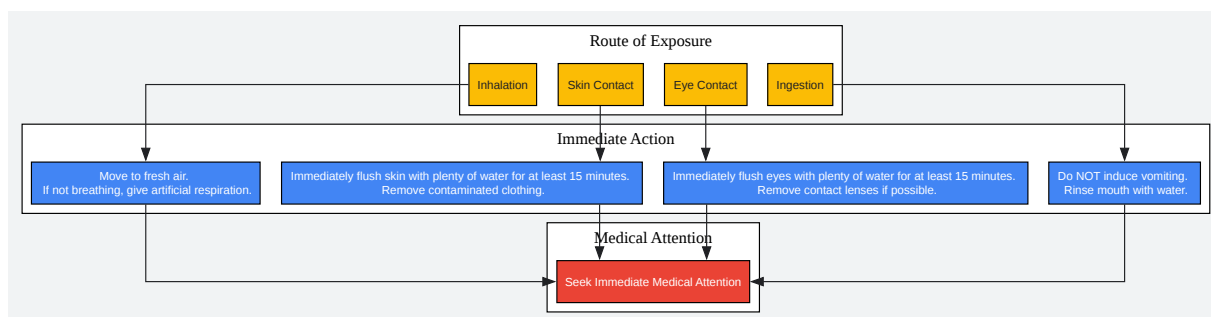 Route of Exposure
Inhalation
Skin Contact
Eye Contact
Ingestion
Immediate Action
Move to fresh air.
If not breathing, give artificial respiration.
Immediately flush skin with plenty of water for at least 15 minutes.
Remove contaminated clothing.
Immediately flush eyes with plenty of water for at least 15 minutes.
Remove contact lenses if possible.
Do NOT induce vomiting.
Rinse mouth with water.
Medical Attention
Seek Immediate Medical Attention